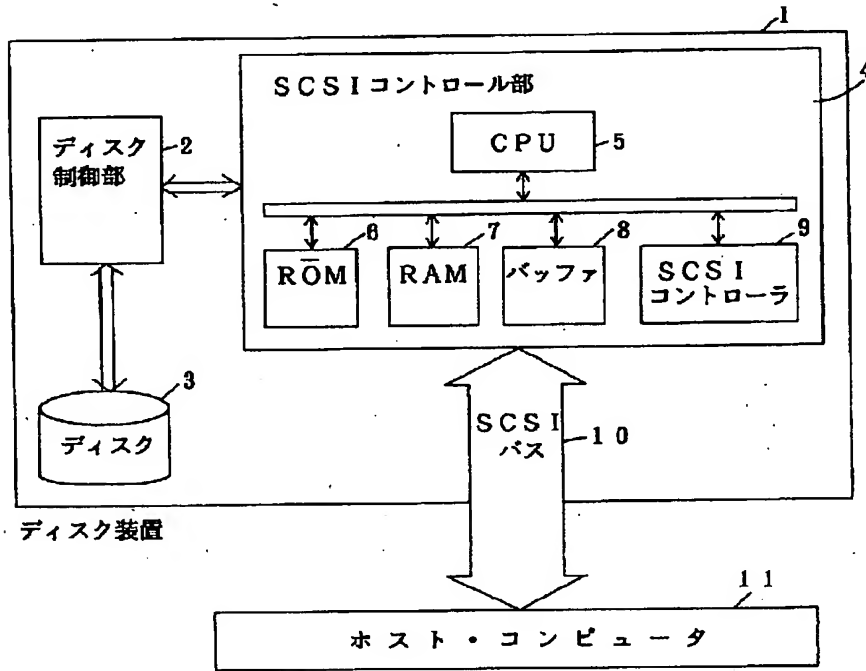 1
4
SCSIコントロール部
CPU
5
ディスク
制御部
2
6
7
8
9
ROM
RAM
バッファ
SCSI
コントローラ
3
ディスク
SCSI
バス
10
ディスク装置
11
ホスト・コンピュータ